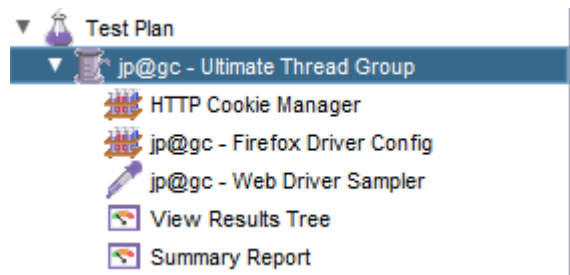 Test Plan
jp@gc - Ultimate Thread Group
HTTP Cookie Manager
jp@gc - Firefox Driver Config
jp@gc - Web Driver Sampler
View Results Tree
Summary Report